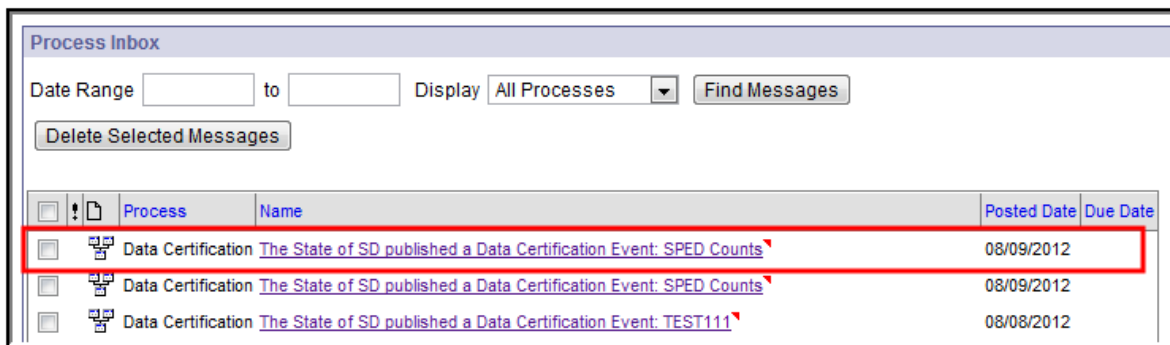 Process Inbox
Date Range to Display All Processes Find Messages
Delete Selected Messages
Process Name Posted Date Due Date
Data Certification The State of SD published a Data Certification Event: SPED Counts 08/09/2012
Data Certification The State of SD published a Data Certification Event: SPED Counts 08/09/2012
Data Certification The State of SD published a Data Certification Event: TEST111 08/08/2012